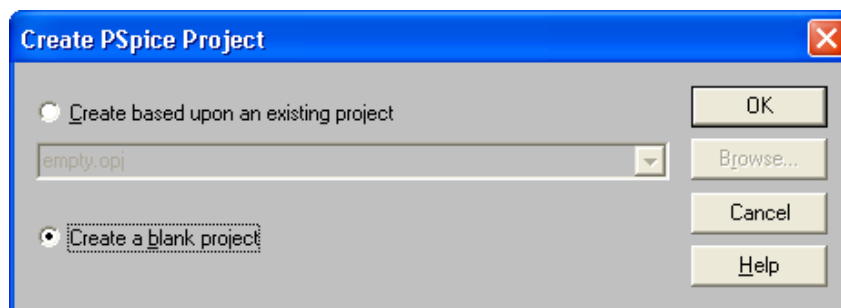 Create PSpice Project
Create based upon an existing project
OK
empty.opj
Browse...
Cancel
Create a blank project
Help